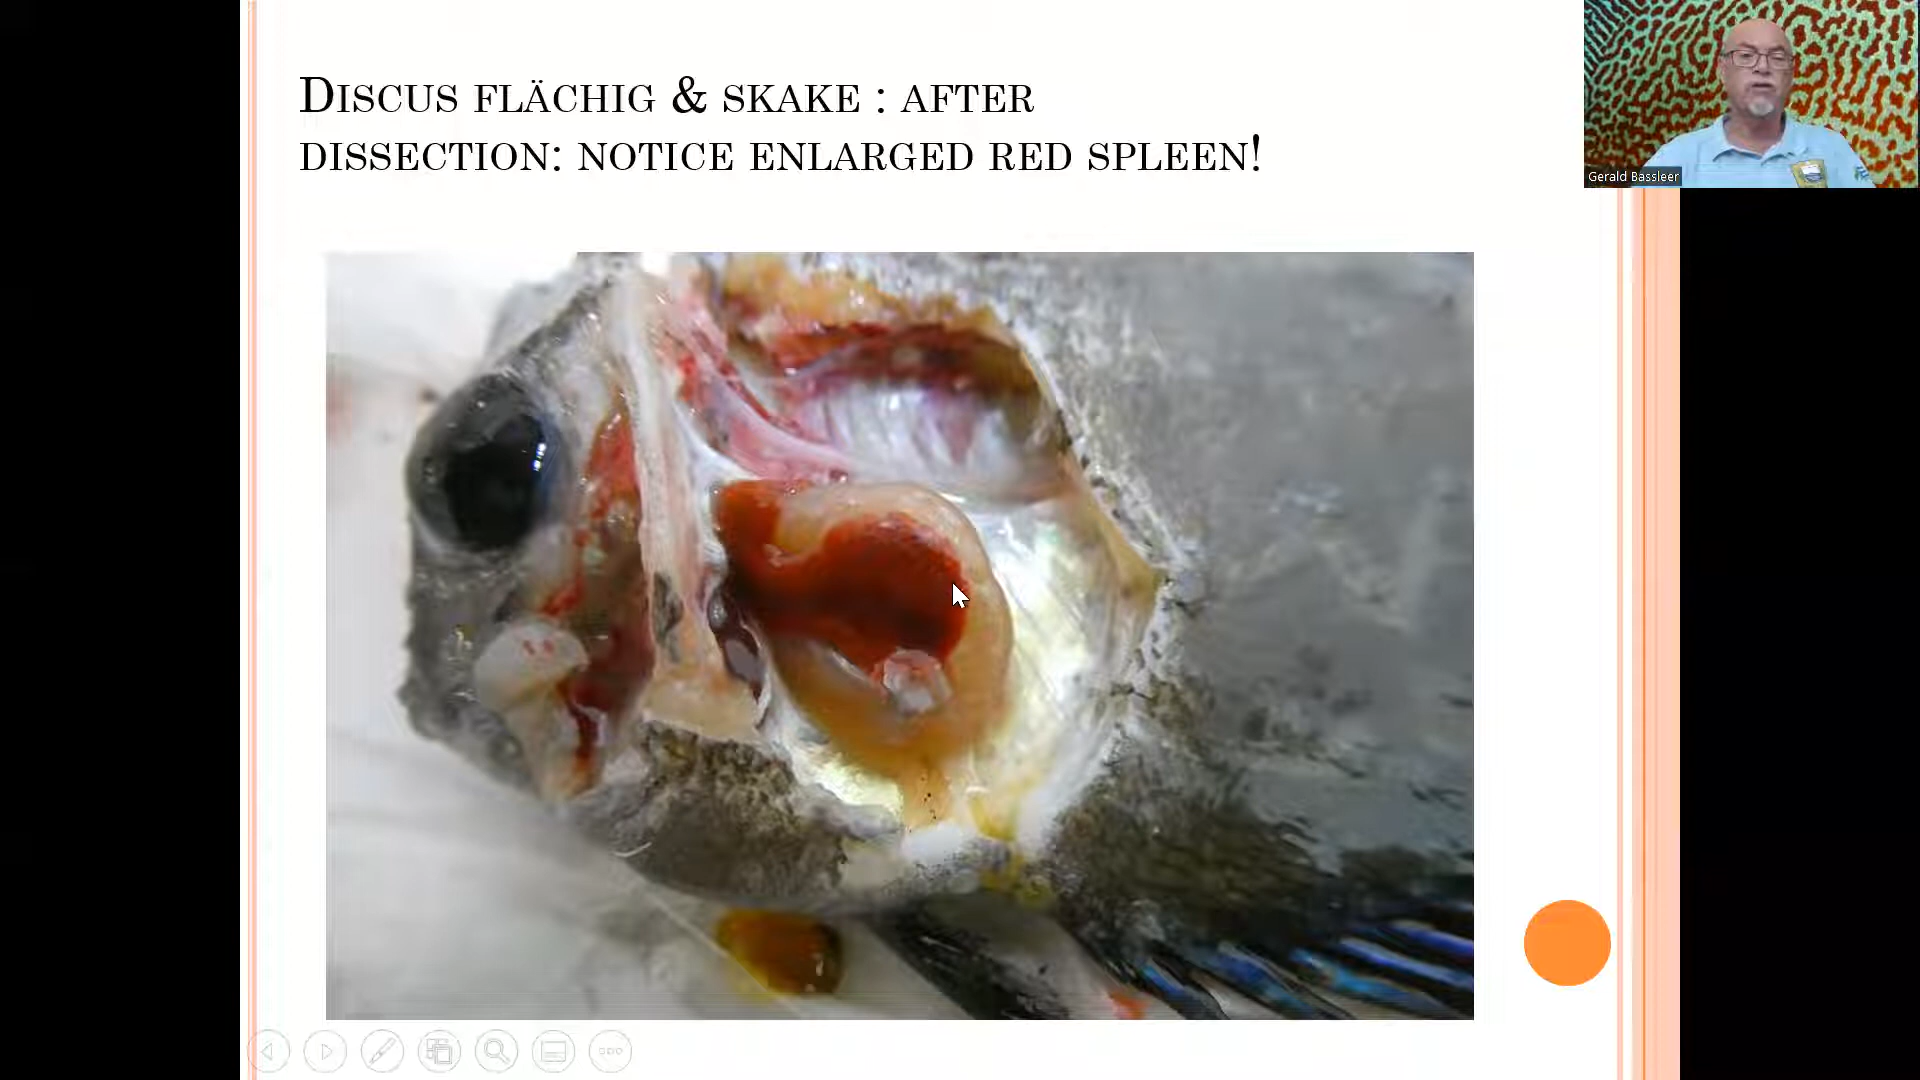 Discus flächig & skake : after
dissection: notice enlarged red spleen!
Gerald Bassleer